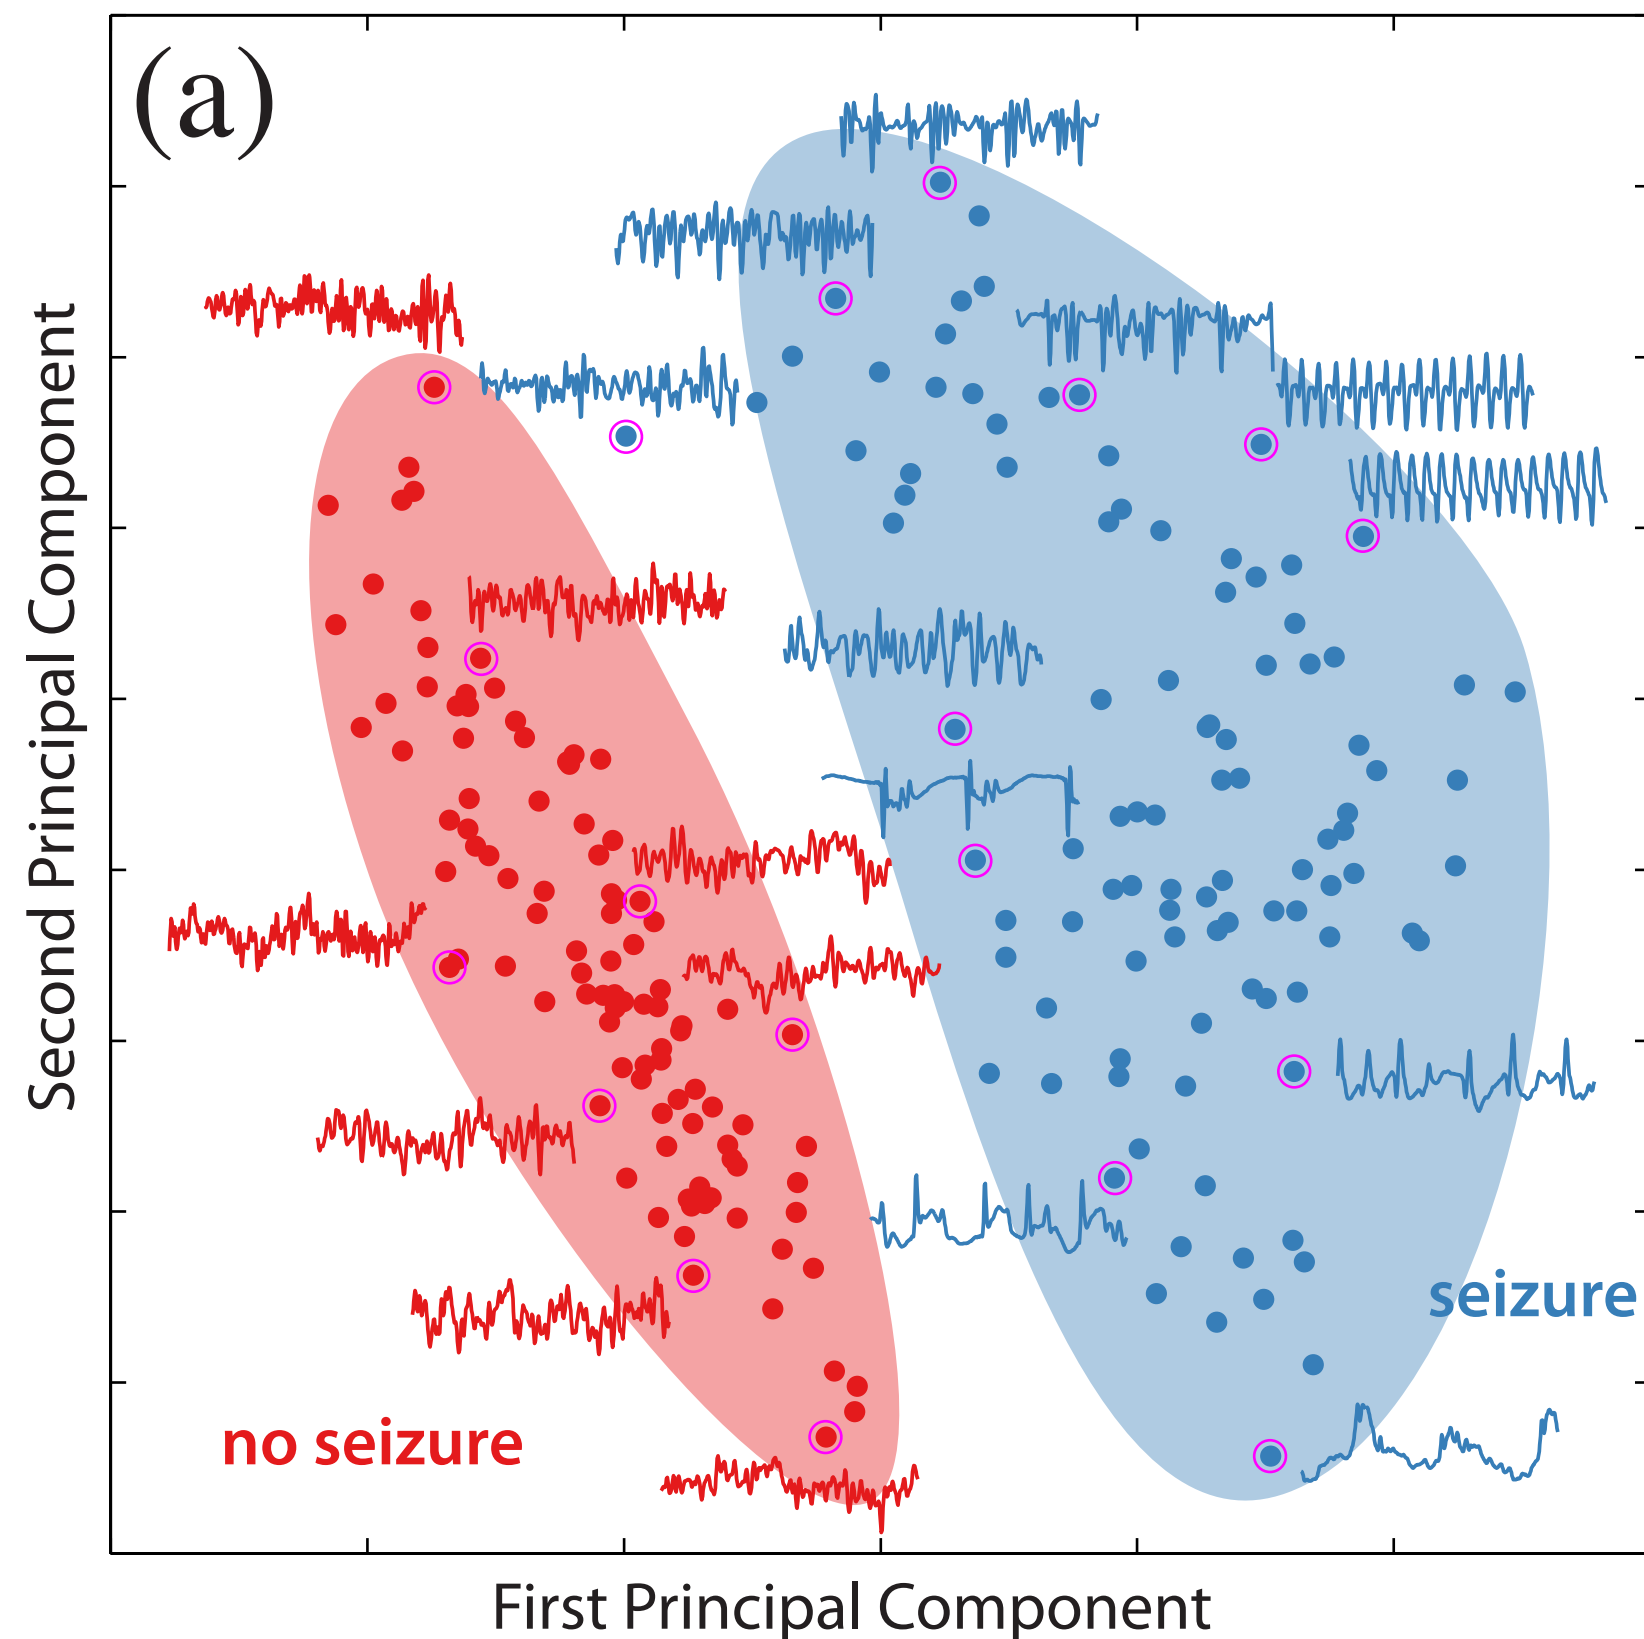 (a)
Second Principal Component
seizure
no seizure
First Principal Component